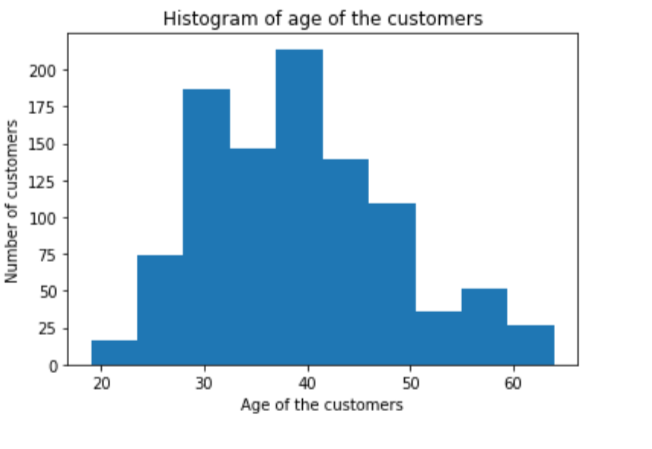 Histogram of age of the customers
Number of customers
200
175
150
125
100
75
50
25
0
20 30 40 50 60
Age of the customers